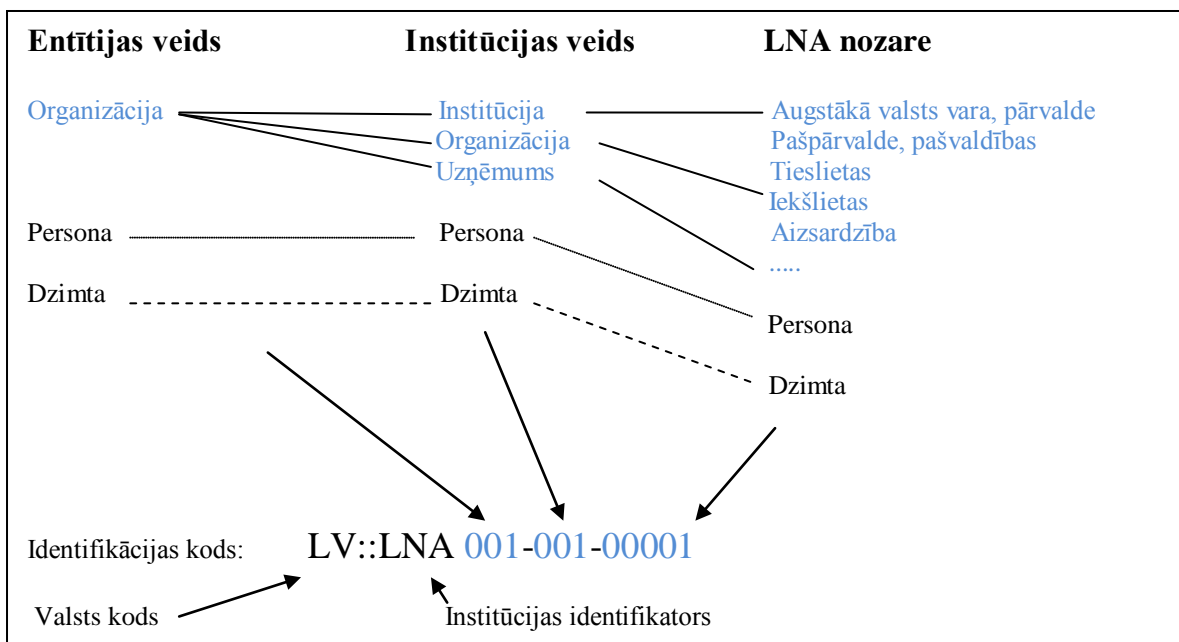 Entītijas veids Institūcijas veids LNA nozare
Organizācija Institūcija Augstākā valsts vara, pārvalde
Organizācija Pašpārvalde, pašvaldības
Uzņēmums Tieslietas
Iekšlietas
Persona Persona Aizsardzība
.....
Dzimta Dzimta
Persona
Dzimta
Identifikācijas kods: LV::LNA 001-001-00001
Valsts kods Institūcijas identifikators